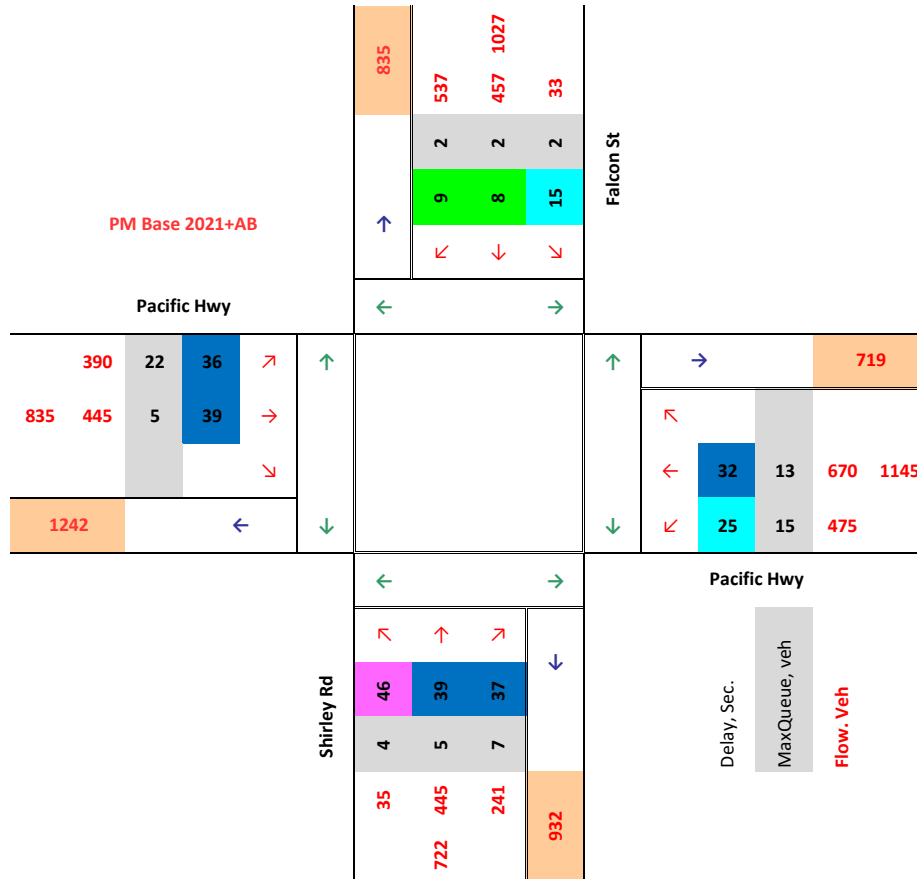 835
537
457
1027
33
2
2
2
Falcon St
9
8
15
PM Base 2021+AB
↑
↙ ↓ ↘
Pacific Hwy
← →
390 22 36 ↗
835 445 5 39 →
↘
1242 ←
↑
↓
↑
↓
→ 719
↖
← 32 13 670 1145
↙ 25 15 475
← →
Pacific Hwy
↖ ↑ ↗
↓
Shirley Rd
46
39
37
4
5
7
35
445
241
722
932
Delay, Sec.
MaxQueue, veh
Flow. Veh